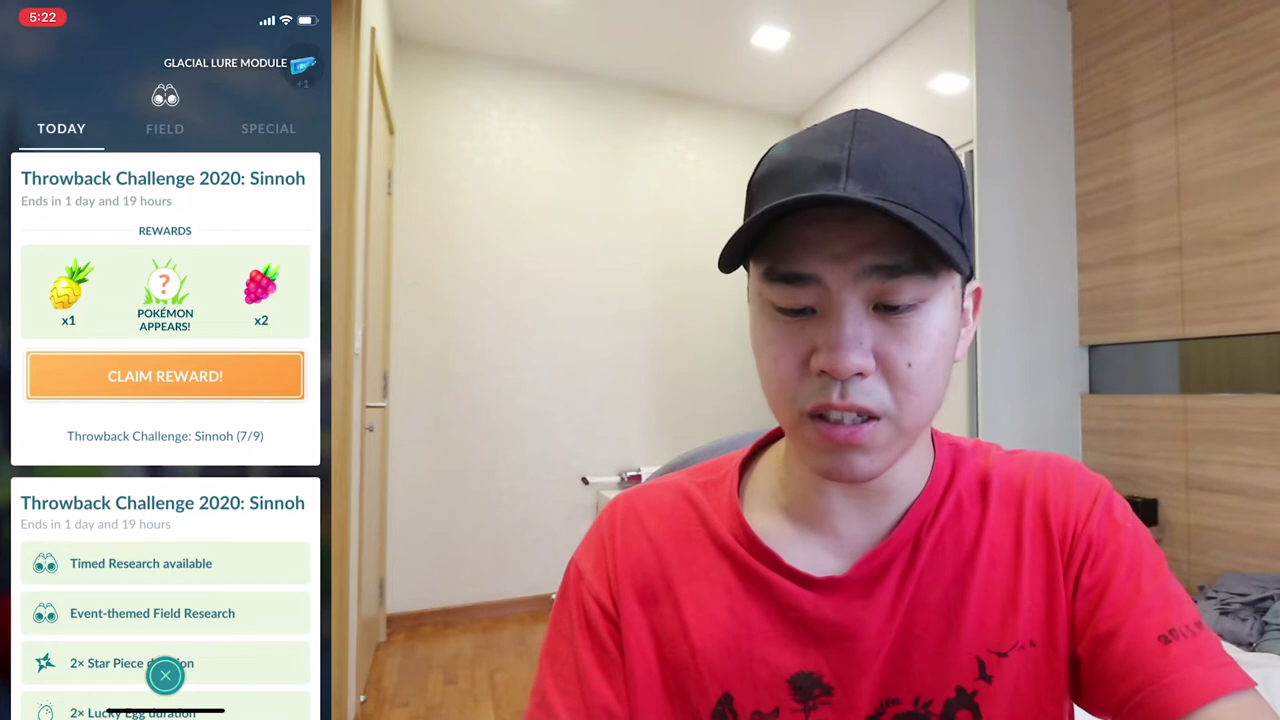 5:22
GLACIAL LURE MODULE
+1
TODAY FIELD SPECIAL
Throwback Challenge 2020: Sinnoh
Ends in 1 day and 19 hours
REWARDS
?
POKÉMON
APPEARS!
x1
x2
CLAIM REWARD!
Throwback Challenge: Sinnoh (7/9)
Throwback Challenge 2020: Sinnoh
Ends in 1 day and 19 hours
Timed Research available
Event-themed Field Research
2× Star Piece
2× Lucky Egg duration